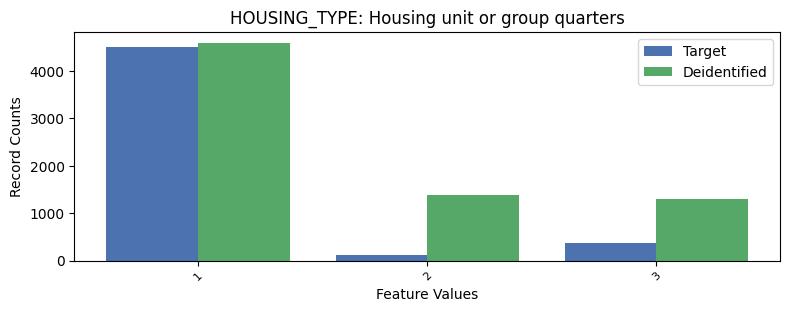 HOUSING_TYPE: Housing unit or group quarters
Target
Deidentified
Record Counts
4000
3000
2000
1000
0
1
2
3
Feature Values